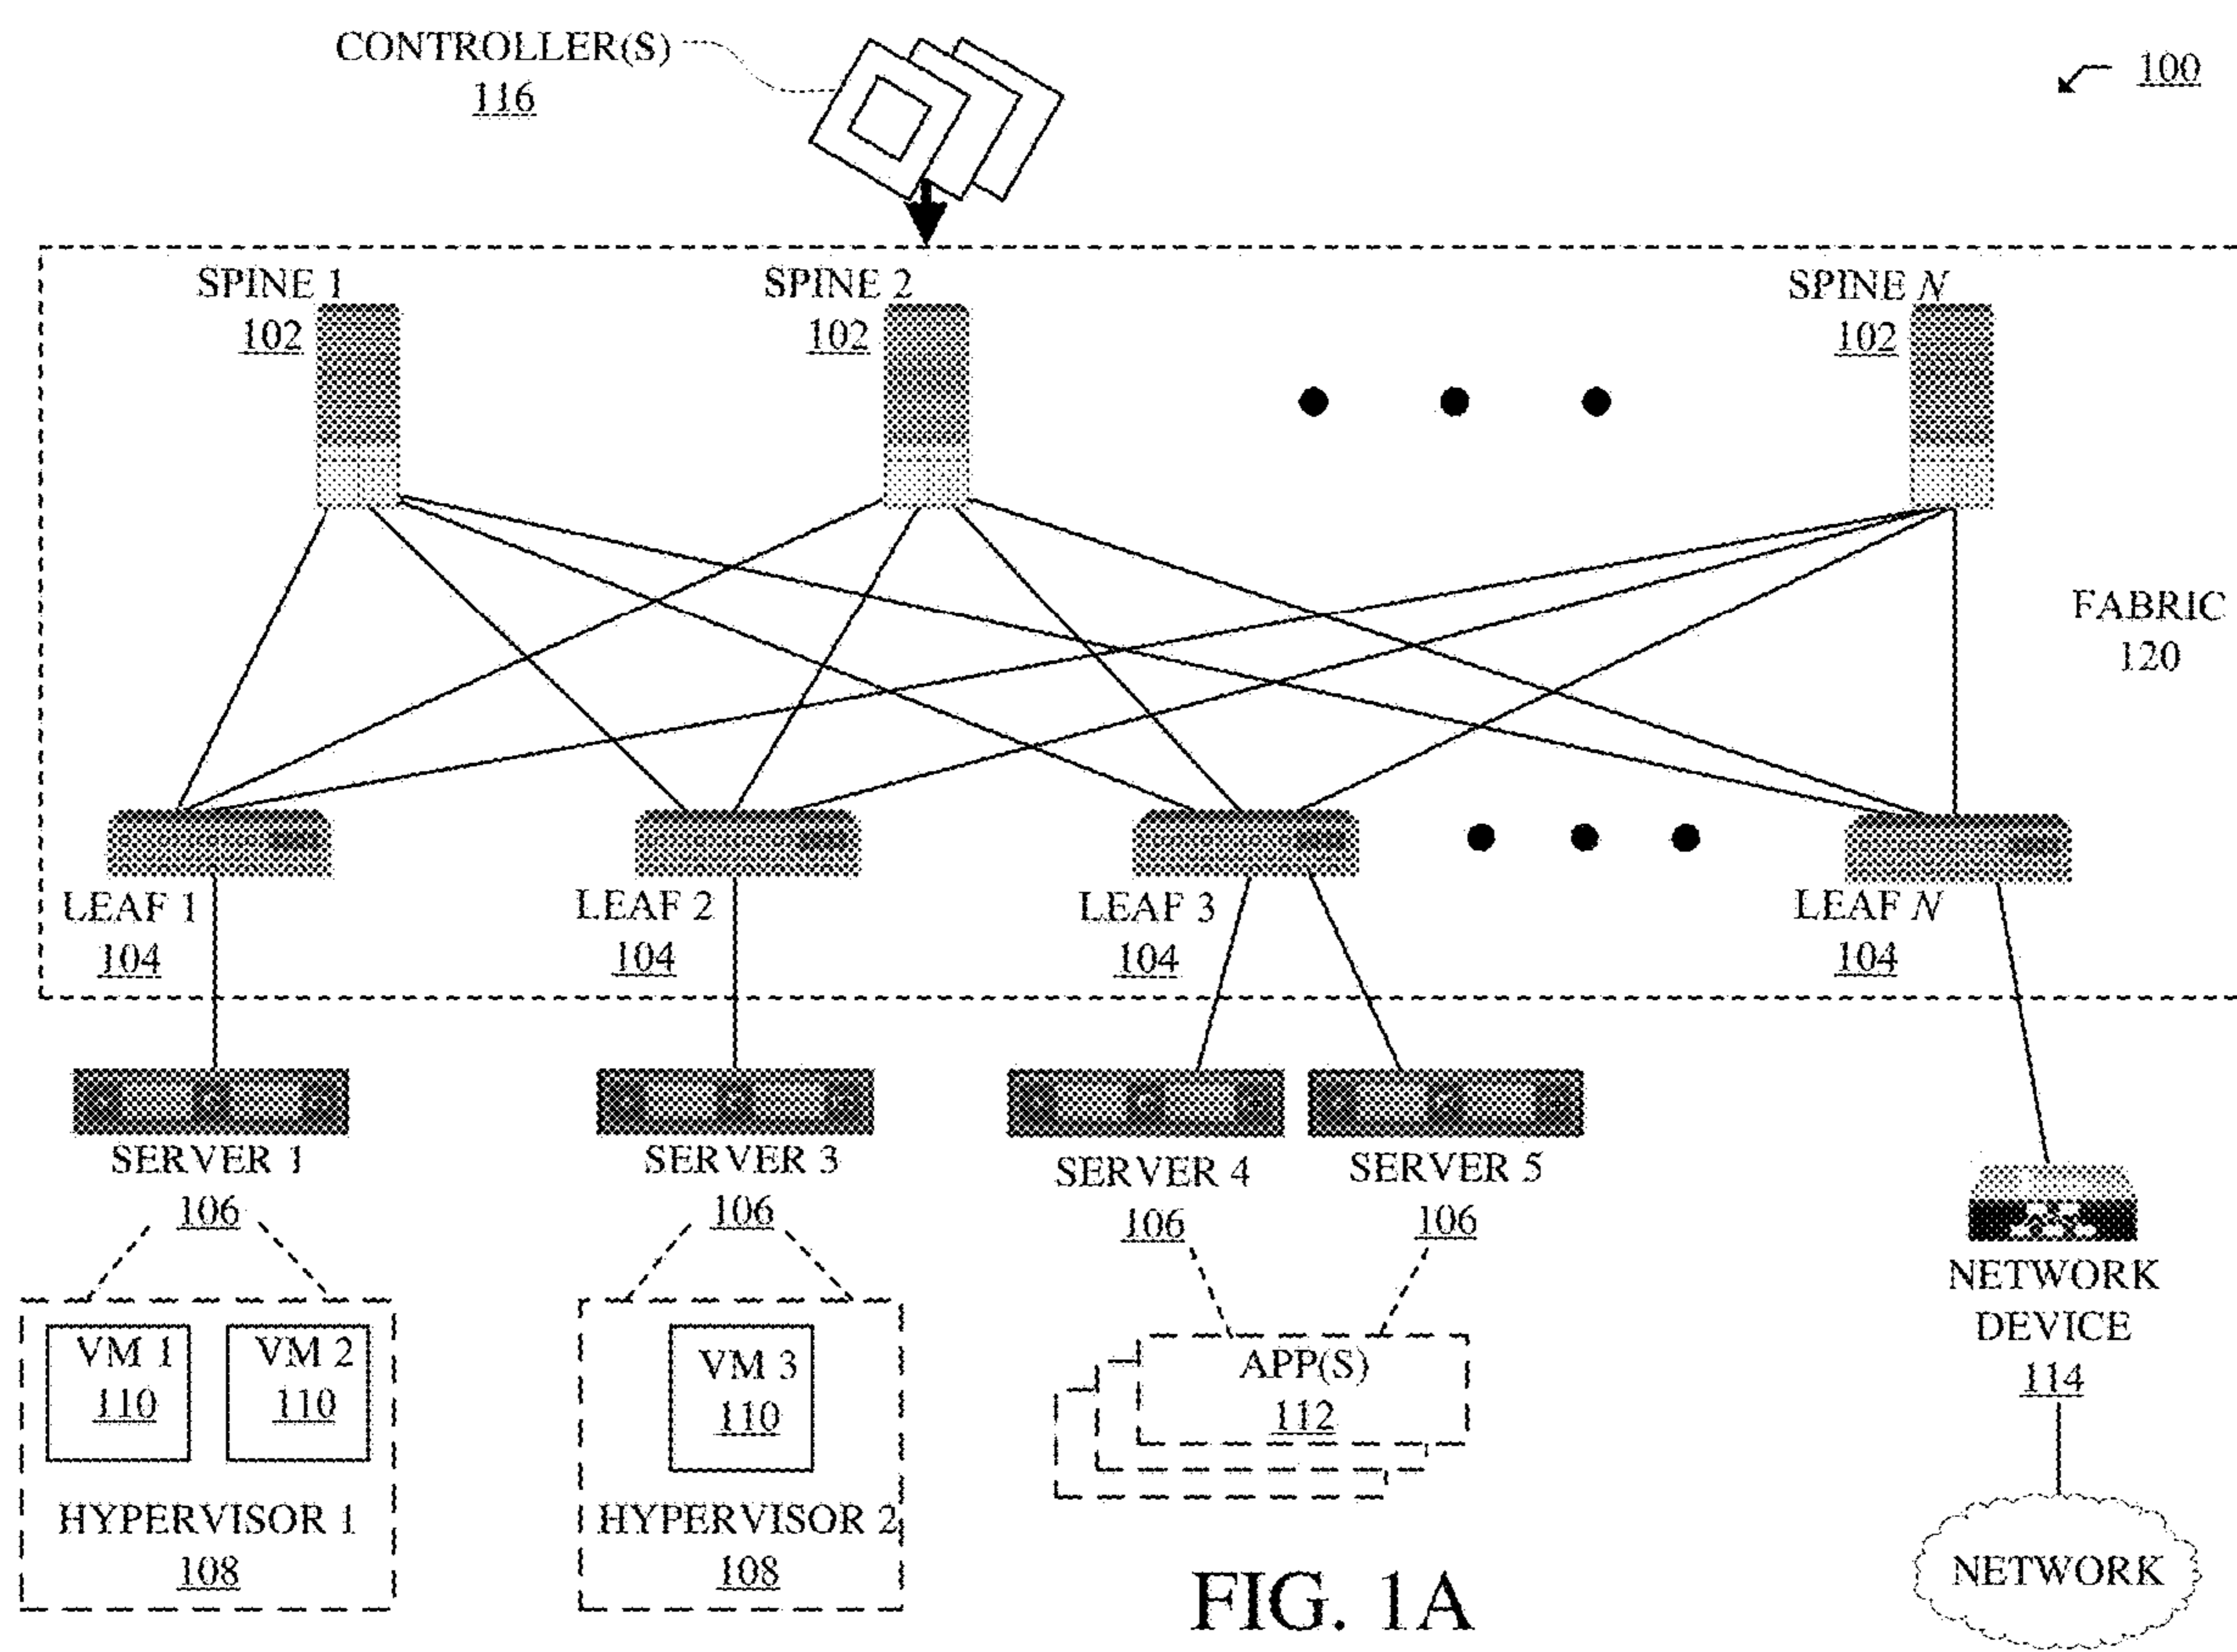 CONTROLLER(S)
116
100
SPINE 1
102
SPINE 2
102
SPINE N
102
FABRIC
120
LEAF 1
104
LEAF 2
104
LEAF 3
104
LEAF N
104
SERVER 1
106
SERVER 3
106
SERVER 4
106
SERVER 5
106
NETWORK
DEVICE
114
VM 1
110
VM 2
110
HYPERVISOR 1
108
VM 3
110
HYPERVISOR 2
108
APP(S)
112
NETWORK
FIG. 1A